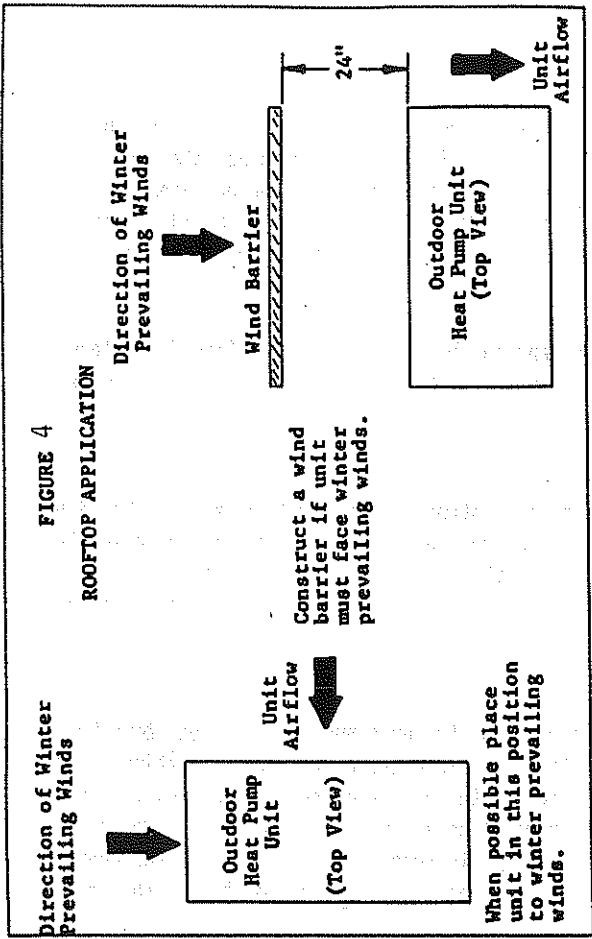 FIGURE 4
ROOFTOP APPLICATION
Direction of Winter
Prevailing Winds
Outdoor
Heat Pump
Unit
(Top View)
Unit
Airflow
When possible place
unit in this position
to winter prevailing
winds.
Construct a wind
barrier if unit
must face winter
prevailing winds.
Direction of Winter
Prevailing Winds
Wind Barrier
24"
Outdoor
Heat Pump Unit
(Top View)
Unit
Airflow